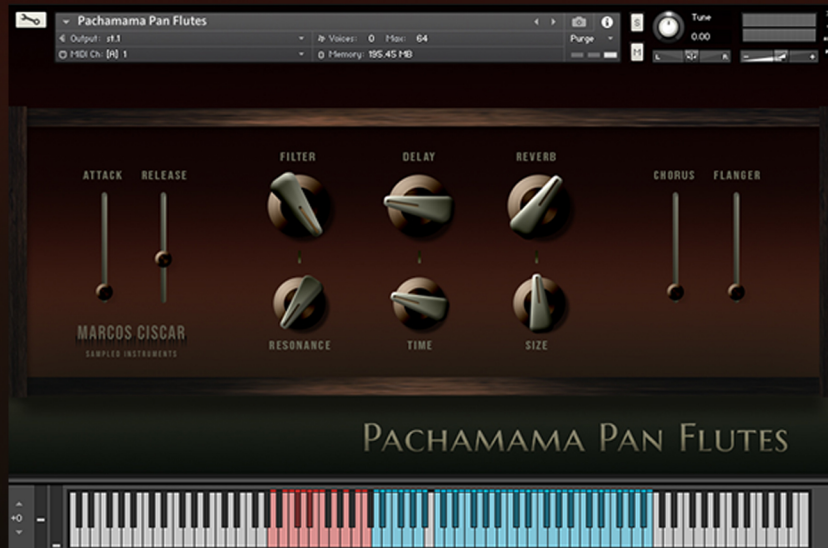 Pachamama Pan Flutes
Output: st.1
Voices: 0 Max: 64
Purge
MIDI Ch: [A] 1
Memory: 195.45 MB
S
M
Tune
0.00
L R
FILTER DELAY REVERB
ATTACK RELEASE
CHORUS FLANGER
MARCOS CISCAR
SAMPLED INSTRUMENTS
RESONANCE TIME SIZE
PACHAMAMA PAN FLUTES
+0